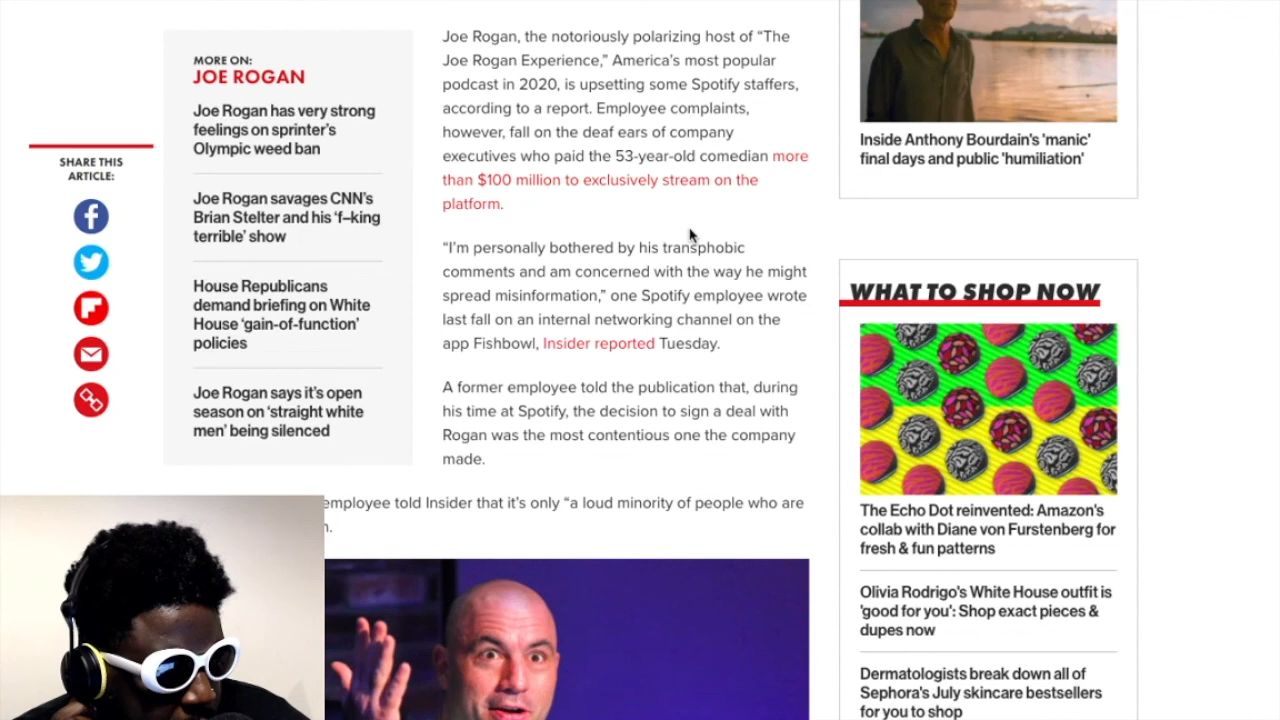 SHARE THIS
ARTICLE:
MORE ON:
JOE ROGAN
Joe Rogan has very strong
feelings on sprinter's
Olympic weed ban
Joe Rogan savages CNN's
Brian Stelter and his 'f–king
terrible' show
House Republicans
demand briefing on White
House 'gain-of-function'
policies
Joe Rogan says it's open
season on 'straight white
men' being silenced
Joe Rogan, the notoriously polarizing host of “The
Joe Rogan Experience,” America's most popular
podcast in 2020, is upsetting some Spotify staffers,
according to a report. Employee complaints,
however, fall on the deaf ears of company
executives who paid the 53-year-old comedian more
than $100 million to exclusively stream on the
platform.
“I'm personally bothered by his transphobic
comments and am concerned with the way he might
spread misinformation,” one Spotify employee wrote
last fall on an internal networking channel on the
app Fishbowl, Insider reported Tuesday.
A former employee told the publication that, during
his time at Spotify, the decision to sign a deal with
Rogan was the most contentious one the company
made.
employee told Insider that it's only “a loud minority of people who are
n.
Inside Anthony Bourdain's 'manic'
final days and public 'humiliation'
WHAT TO SHOP NOW
The Echo Dot reinvented: Amazon's
collab with Diane von Furstenberg for
fresh & fun patterns
Olivia Rodrigo's White House outfit is
'good for you': Shop exact pieces &
dupes now
Dermatologists break down all of
Sephora's July skincare bestsellers
for you to shop